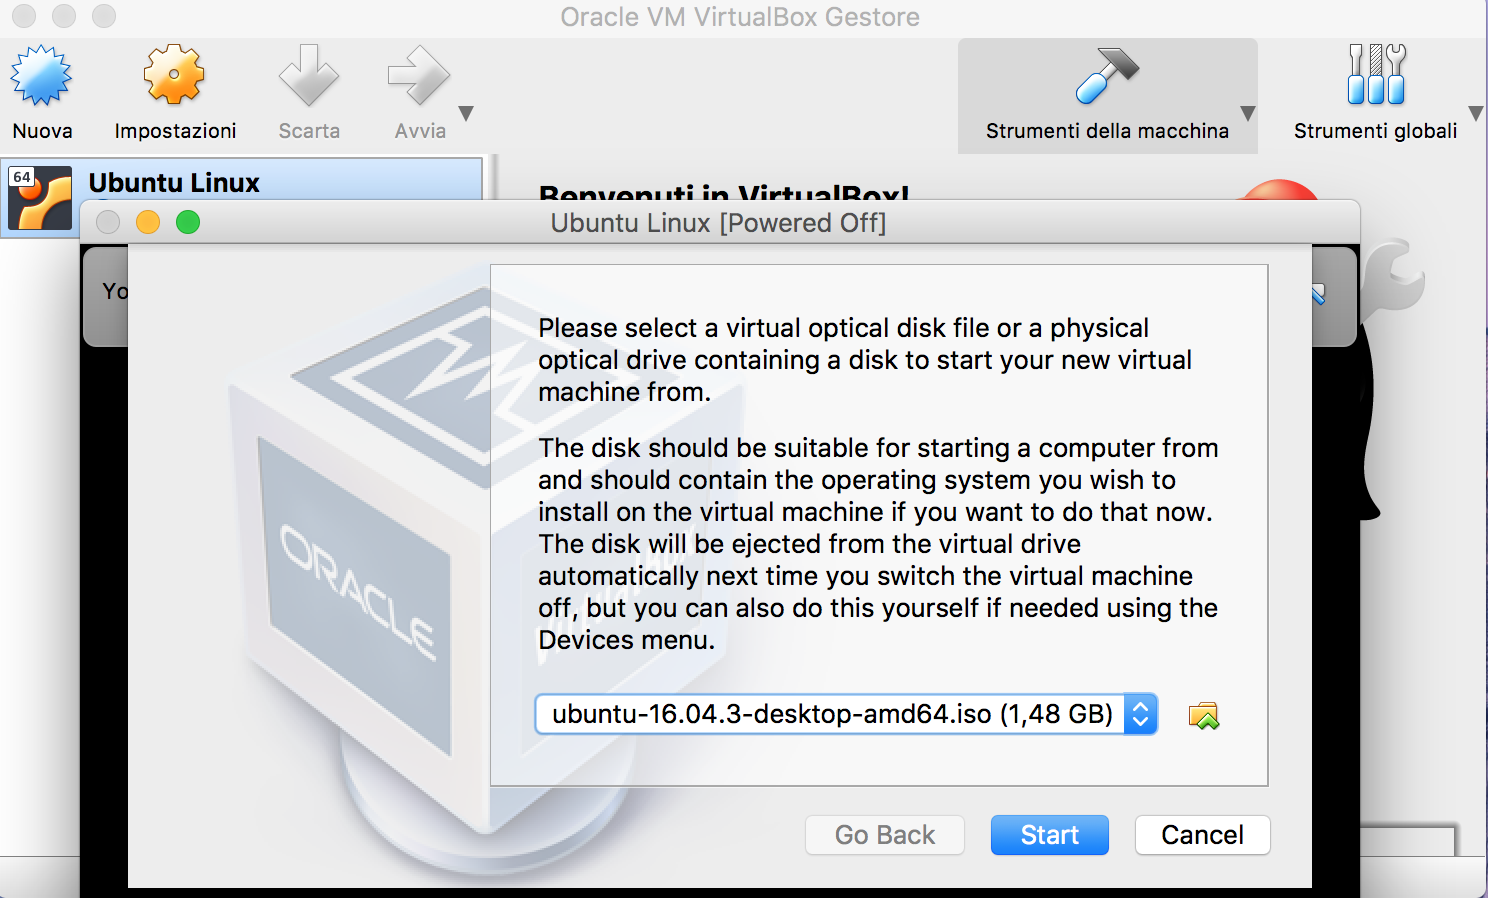 Oracle VM VirtualBox Gestore
Nuova
Impostazioni
Scarta
Avvia
Strumenti della macchina
Strumenti globali
64
Ubuntu Linux
Benvenuti in VirtualBox!
Ubuntu Linux [Powered Off]
Yo
Please select a virtual optical disk file or a physical
optical drive containing a disk to start your new virtual
machine from.
The disk should be suitable for starting a computer from
and should contain the operating system you wish to
install on the virtual machine if you want to do that now.
The disk will be ejected from the virtual drive
automatically next time you switch the virtual machine
off, but you can also do this yourself if needed using the
Devices menu.
ORACLE
VirtualBox
ubuntu-16.04.3-desktop-amd64.iso (1,48 GB)
Go Back
Start
Cancel